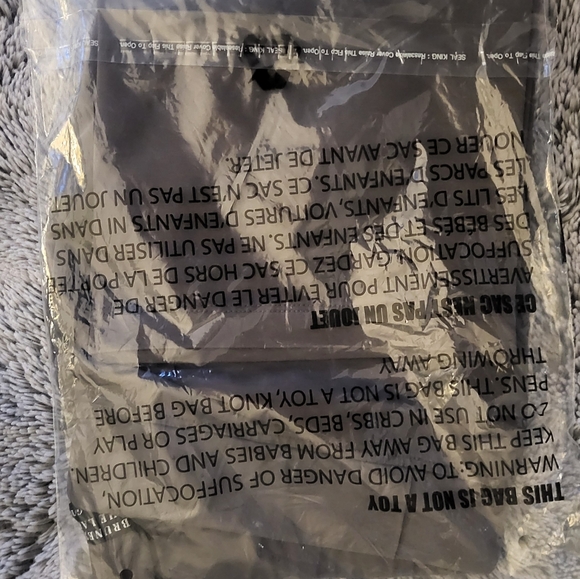 THIS BAG IS NOT A TOY
WARNING: TO AVOID DANGER OF SUFFOCATION,
KEEP THIS BAG AWAY FROM BABIES AND CHILDREN.
DO NOT USE IN CRIBS, BEDS, CARRIAGES OR PLAY
PENS. THIS BAG IS NOT A TOY, KNOT BAG BEFORE
THROWING AWAY
CE SAC N'EST PAS UN JOUET
AVERTISSEMENT POUR EVITER LE DANGER DE
SUFFOCATION. GARDEZ CE SAC HORS DE LA PORTÉE
DES BÉBÉS ET DES ENFANTS. NE PAS UTILISER DANS
LES LITS D'ENFANTS, VOITURES D'ENFANTS NI DANS
LES PARCS D'ENFANTS. CE SAC N'EST PAS UN JOUET
NOUER CE SAC AVANT DE JETER.
SEAL KING : Resealable Cover Raise This Flap To Open.